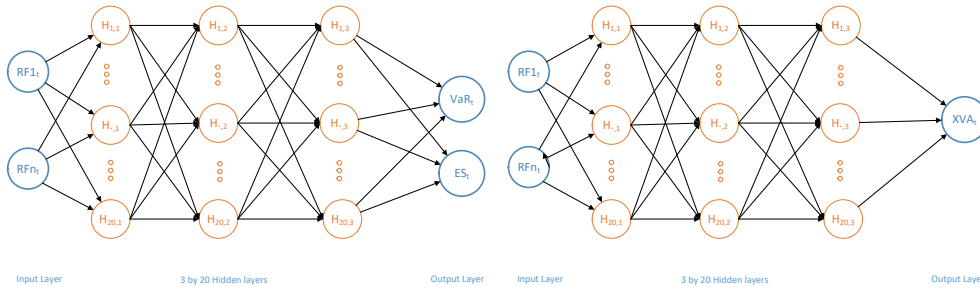 H1,1 H1,2 H1,3
RF1t
VaRt
H·,1 H·,2 H·,3
RFnt
ESt
H20,1 H20,2 H20,3
Input Layer 3 by 20 Hidden layers Output Layer
H1,1 H1,2 H1,3
RF1t
H·,1 H·,2 H·,3
XVAt
RFnt
H20,1 H20,2 H20,3
Input Layer 3 by 20 Hidden layers Output Laye